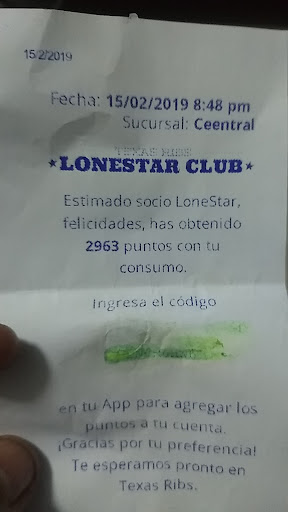 15/2/2019
Fecha: 15/02/2019 8:48 pm
Sucursal: Ceentral
TEXAS RIBS
LONESTAR CLUB
Estimado socio LoneStar,
felicidades, has obtenido
2963 puntos con tu
consumo.
Ingresa el código
en tu App para agregar los
puntos a tu cuenta.
¡Gracias por tu preferencia!
Te esperamos pronto en
Texas Ribs.